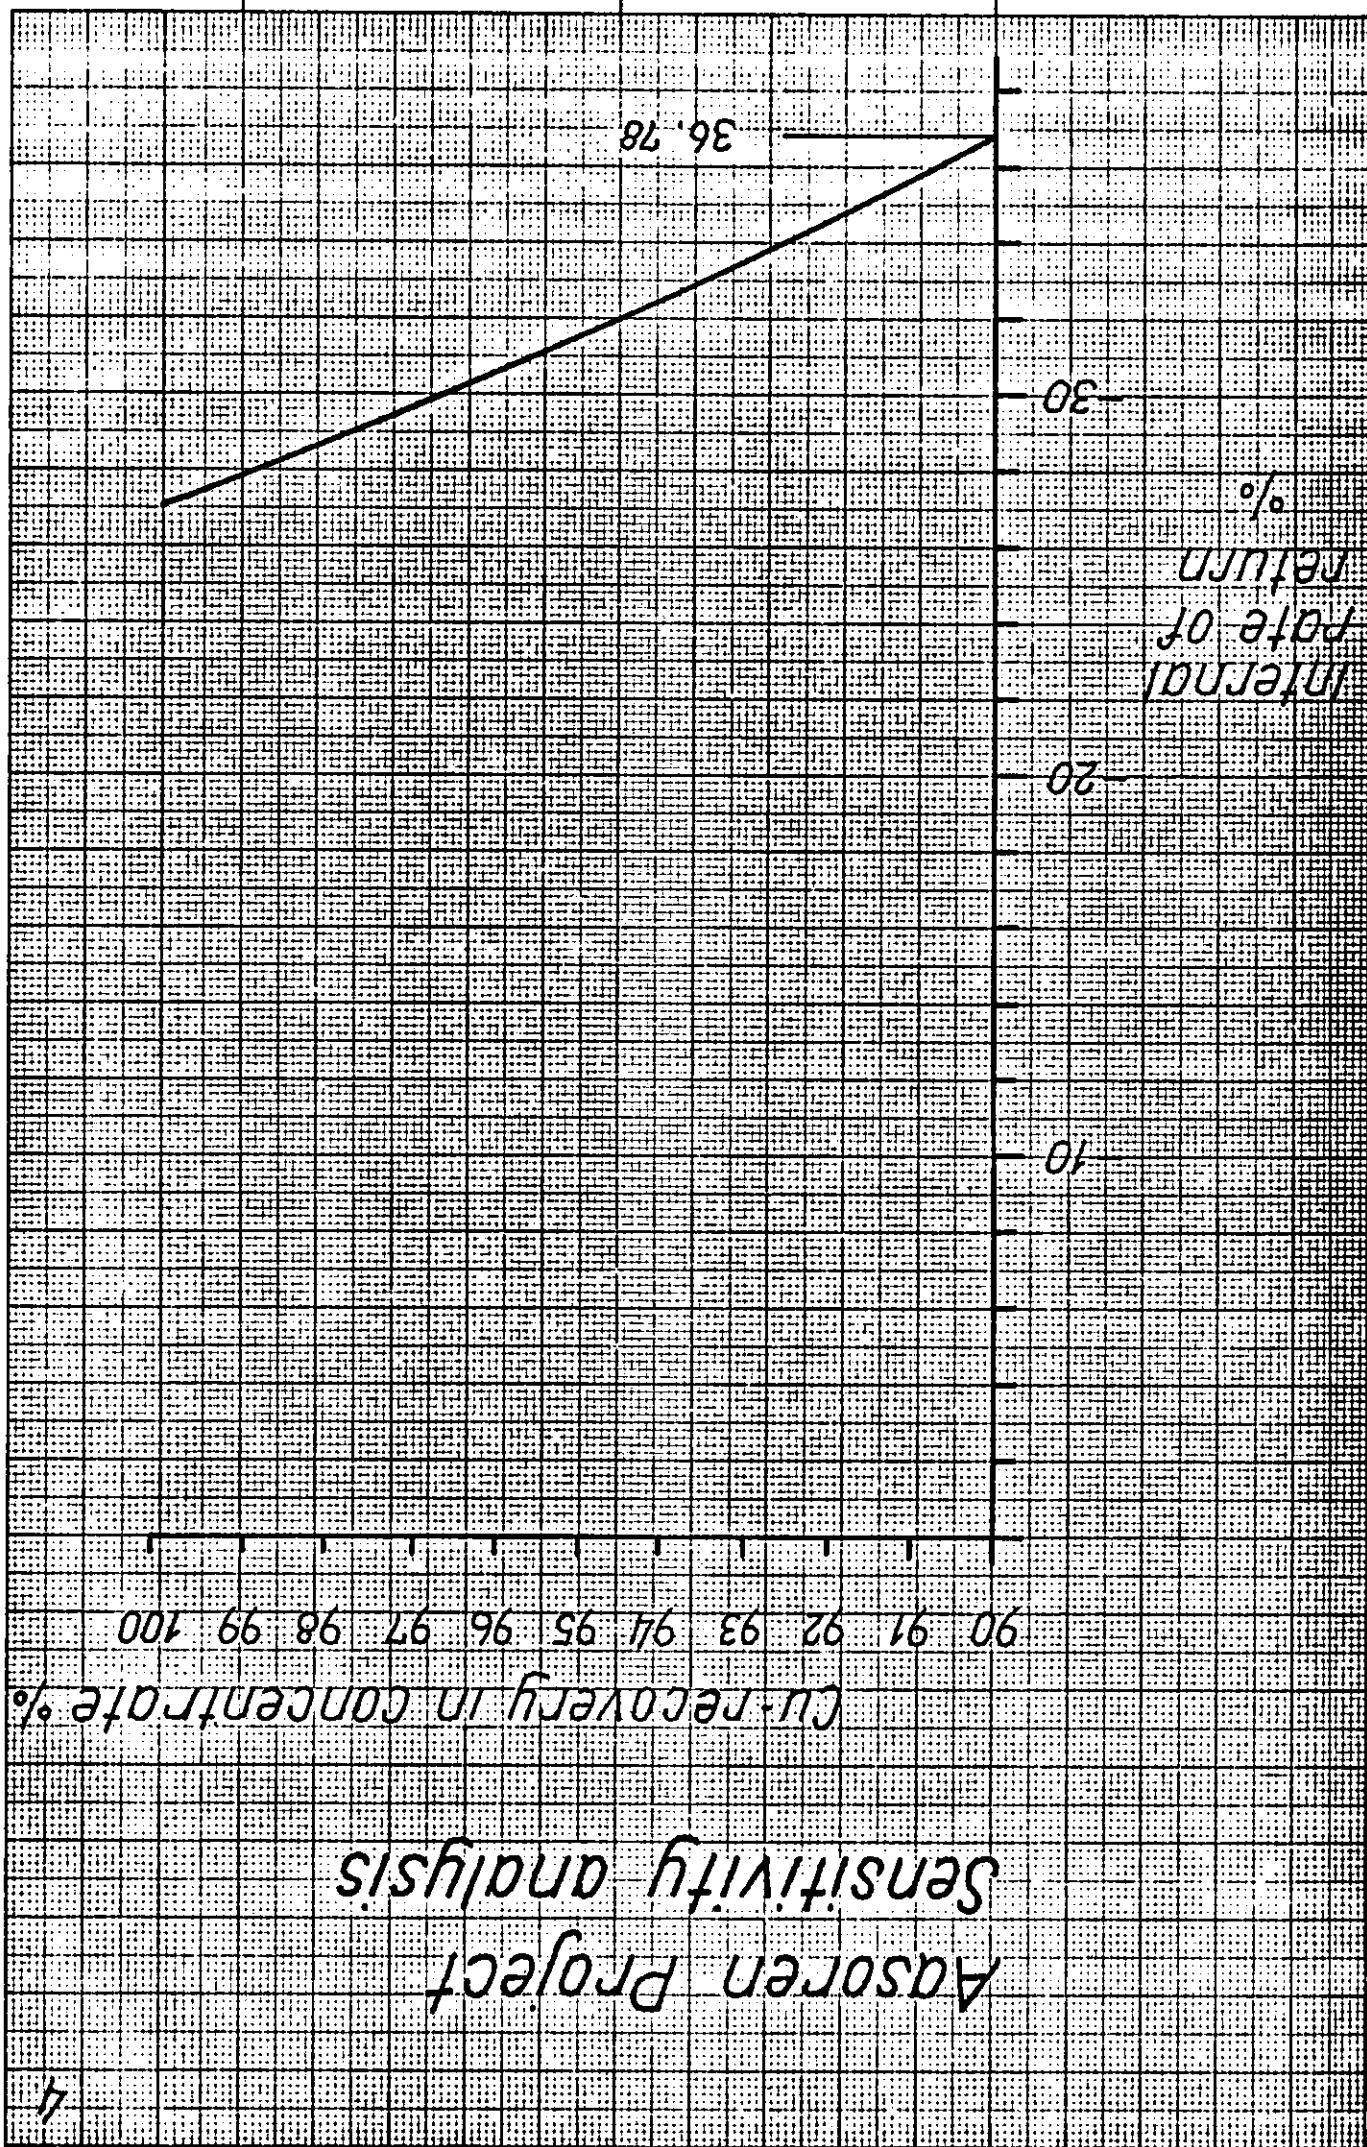 4
Aasoren Project
Sensitivity analysis
Cu-recovery in concentrate %
90 91 92 93 94 95 96 97 98 99 100
10
20
Internal
rate of
return
%
30
36.78